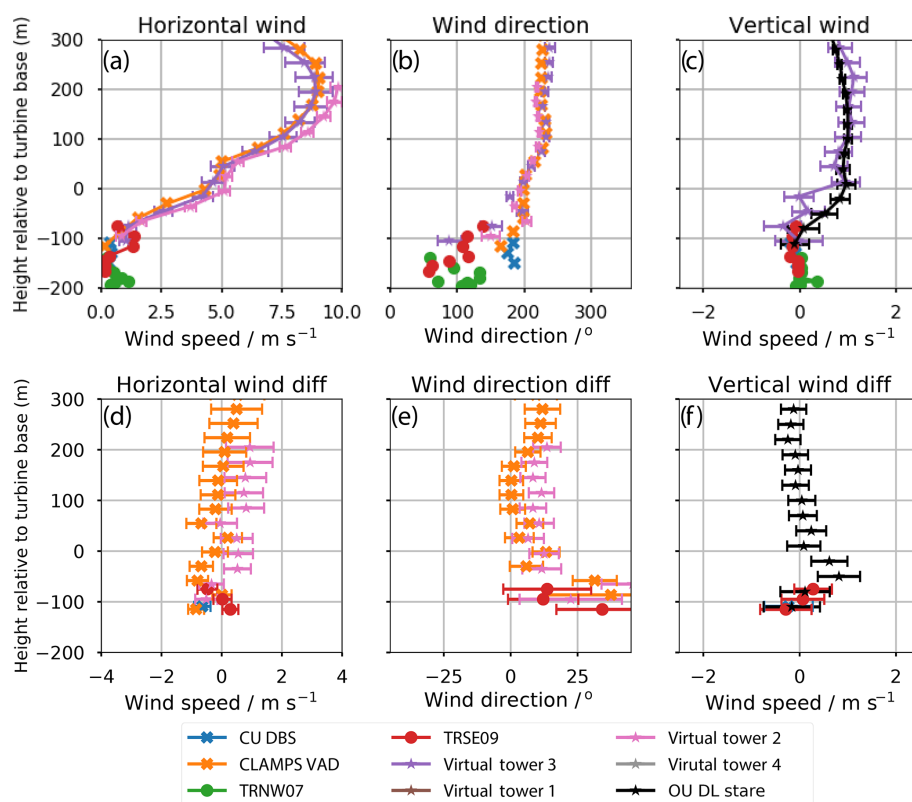 Horizontal wind
Wind direction
Vertical wind
Height relative to turbine base (m)
300
200
100
0
−100
−200
(a)
(b)
(c)
0.0 2.5 5.0 7.5 10.0
0 100 200 300
−2 0 2
Wind speed / m s−1
Wind direction / o
Wind speed / m s−1
Horizontal wind diff
Wind direction diff
Vertical wind diff
Height relative to turbine base (m)
300
200
100
0
−100
−200
(d)
(e)
(f)
−4 −2 0 2 4
−25 0 25
−2 0 2
Wind speed / m s−1
Wind direction / o
Wind speed / m s−1
CU DBS
CLAMPS VAD
TRNW07
TRSE09
Virtual tower 3
Virtual tower 1
Virtual tower 2
Virutal tower 4
OU DL stare